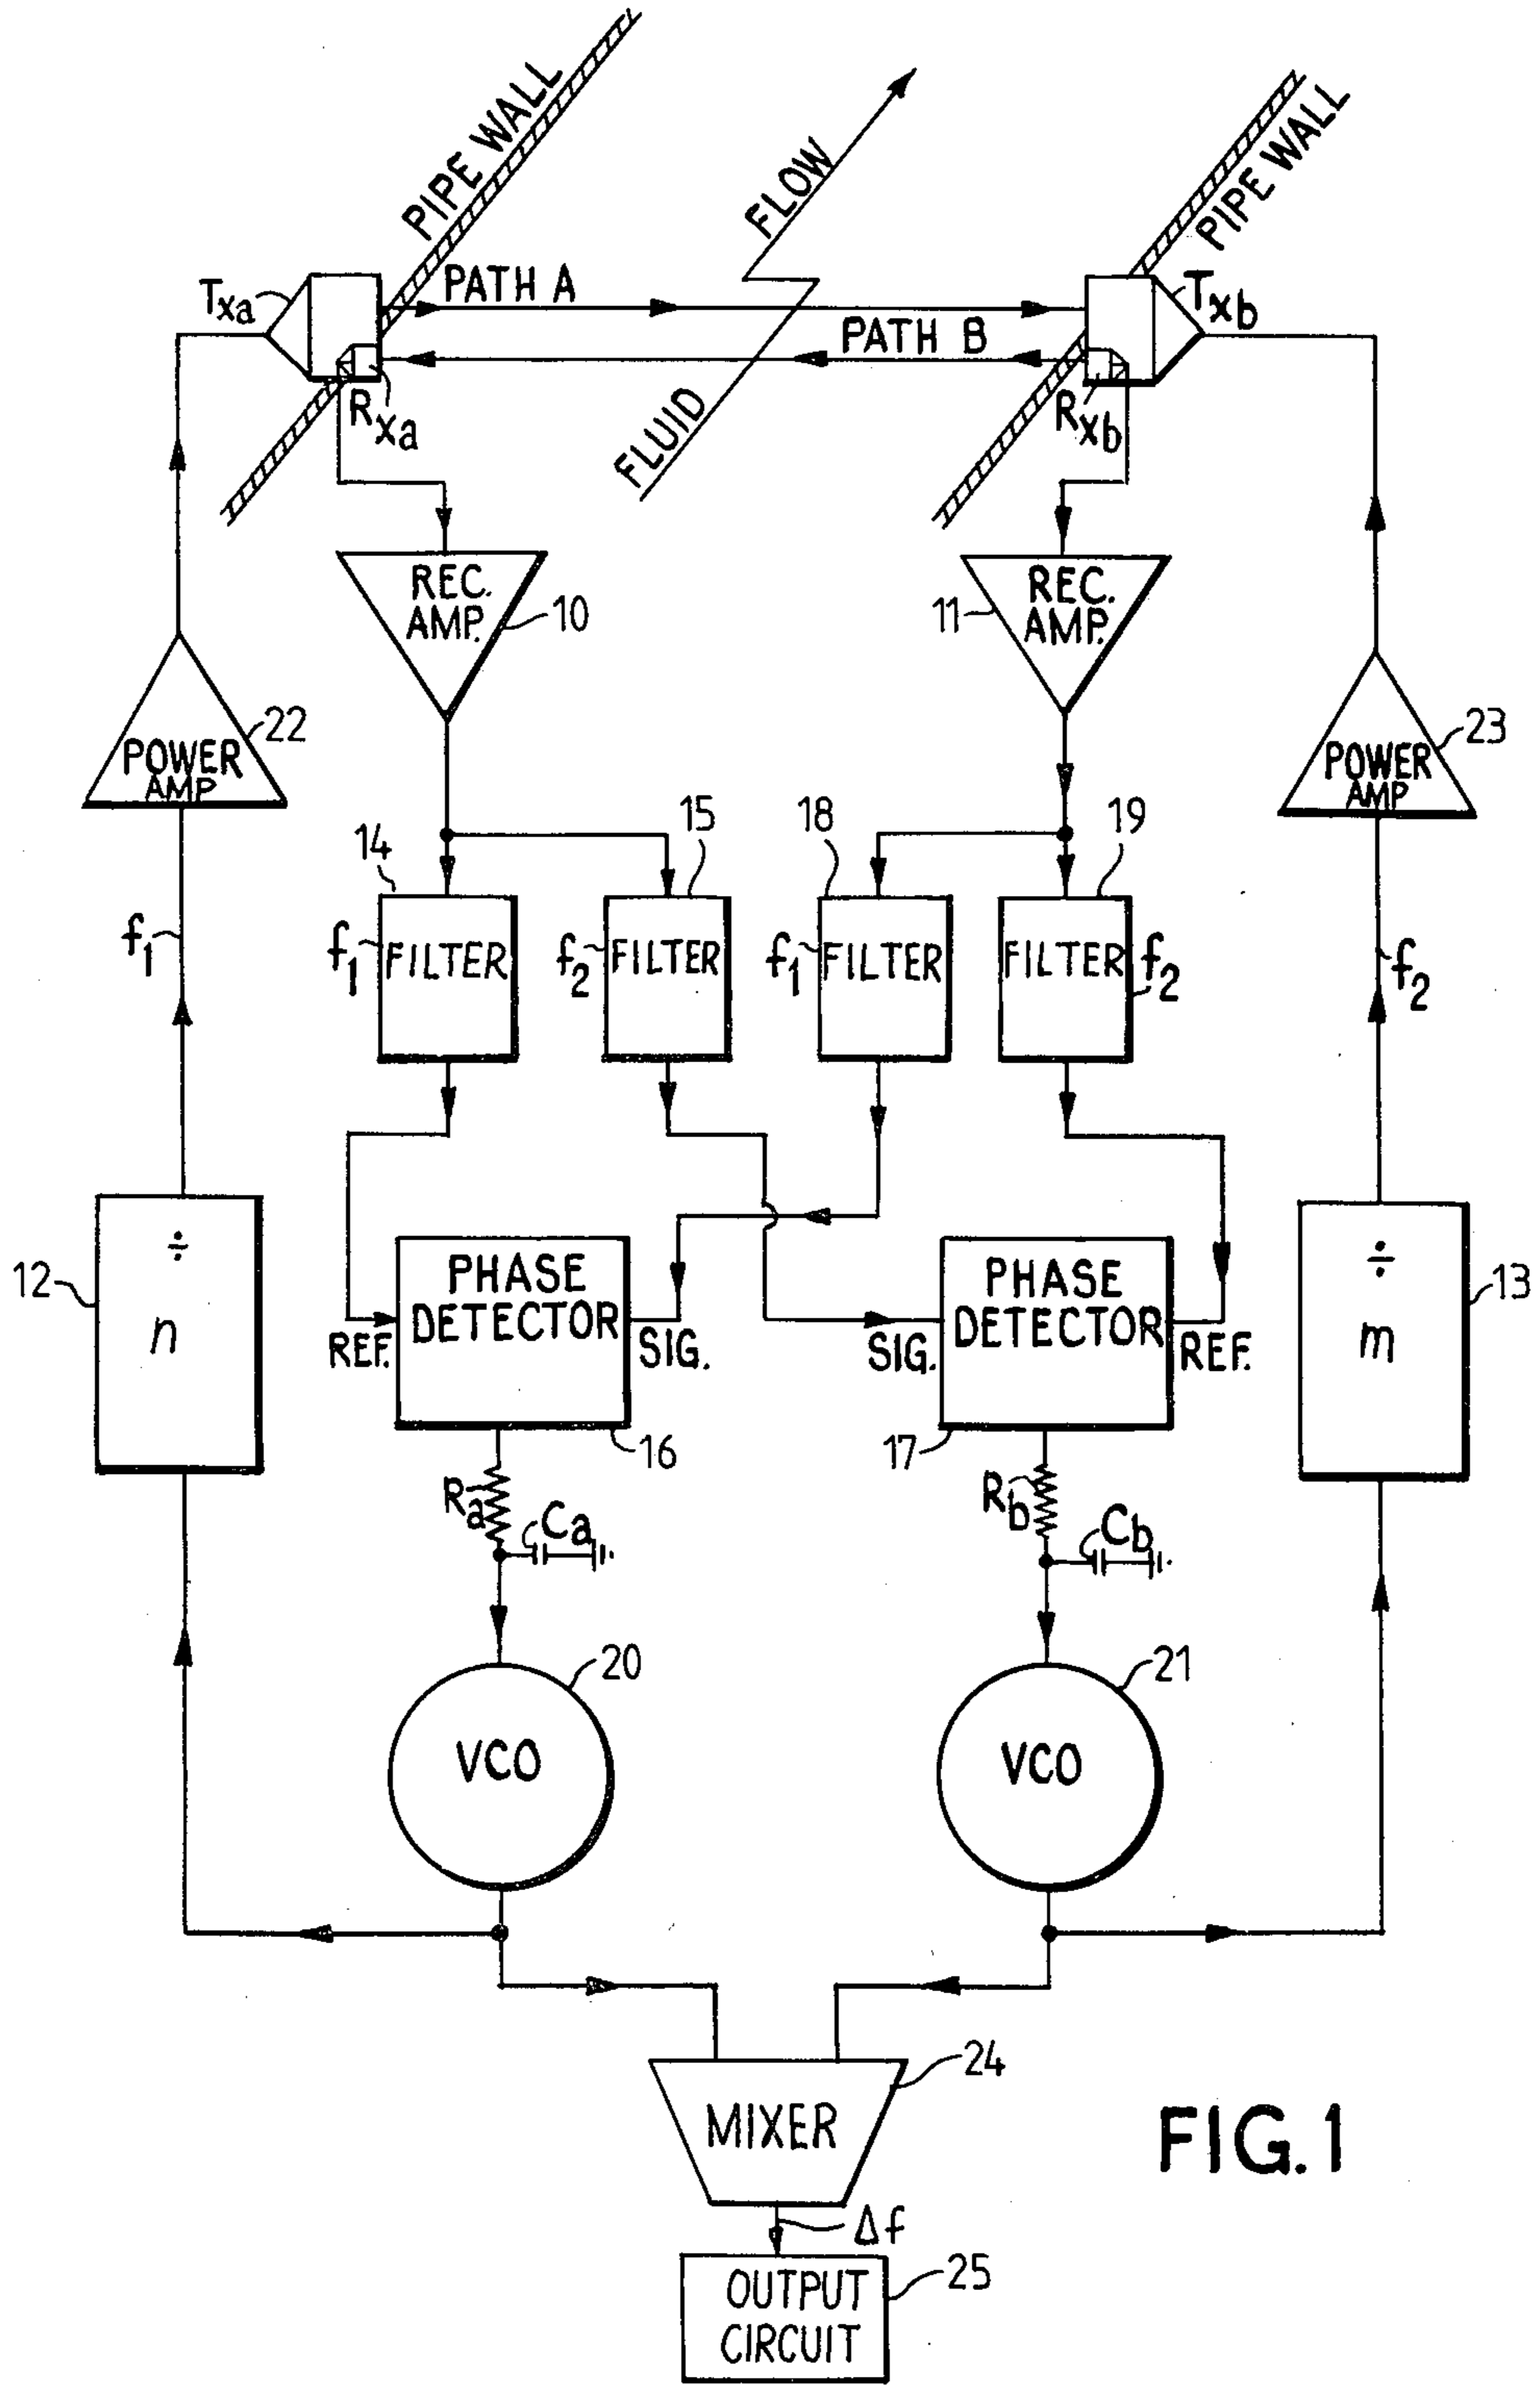 PIPE WALL
FLOW
PIPE WALL
Txa
PATH A
Txb
PATH B
Rxa
FLUID
Rxb
REC.
AMP.
10
11
REC.
AMP.
22
POWER
AMP
23
POWER
AMP
14
15
18
19
f1
f1
FILTER
f2
FILTER
f1
FILTER
FILTER
f2
f2
12
÷
n
PHASE
DETECTOR
REF.
SIG.
PHASE
DETECTOR
SIG.
REF.
÷
m
13
16
17
Ra
Ca
Rb
Cb
20
VCO
21
VCO
24
MIXER
FIG.1
Δf
25
OUTPUT
CIRCUIT